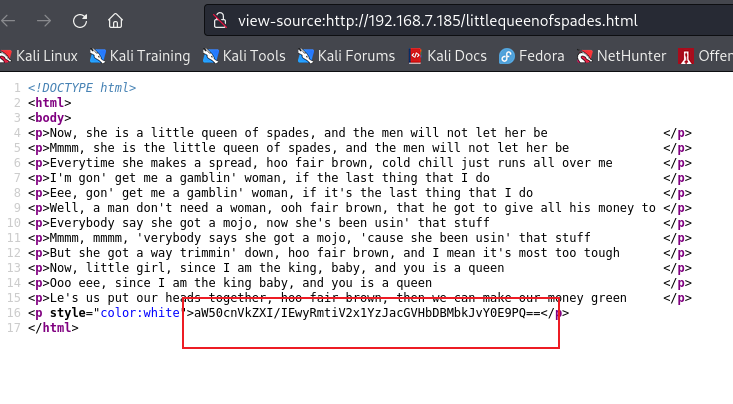 view-source:http://192.168.7.185/littlequeenofspades.html
Kali Linux Kali Training Kali Tools Kali Forums Kali Docs Fedora NetHunter Offen
1 <!DOCTYPE html>
2 <html>
3 <body>
4 <p>Now, she is a little queen of spades, and the men will not let her be </p>
5 <p>Mmmm, she is the little queen of spades, and the men will not let her be </p>
6 <p>Everytime she makes a spread, hoo fair brown, cold chill just runs all over me </p>
7 <p>I'm gon' get me a gamblin' woman, if the last thing that I do </p>
8 <p>Eee, gon' get me a gamblin' woman, if it's the last thing that I do </p>
9 <p>Well, a man don't need a woman, ooh fair brown, that he got to give all his money to </p>
10 <p>Everybody say she got a mojo, now she's been usin' that stuff </p>
11 <p>Mmmm, mmmm, 'verybody says she got a mojo, 'cause she been usin' that stuff </p>
12 <p>But she got a way trimmin' down, hoo fair brown, and I mean it's most too tough </p>
13 <p>Now, little girl, since I am the king, baby, and you is a queen </p>
14 <p>Ooo eee, since I am the king baby, and you is a queen </p>
15 <p>Le's us put our heads together, hoo fair brown, then we can make our money green </p>
16 <p style="color:white">aW50cnVkZXI/IEwyRmtiV2x1YzJacGVHbDBMbkJvY0E9PQ==</p>
17 </html>